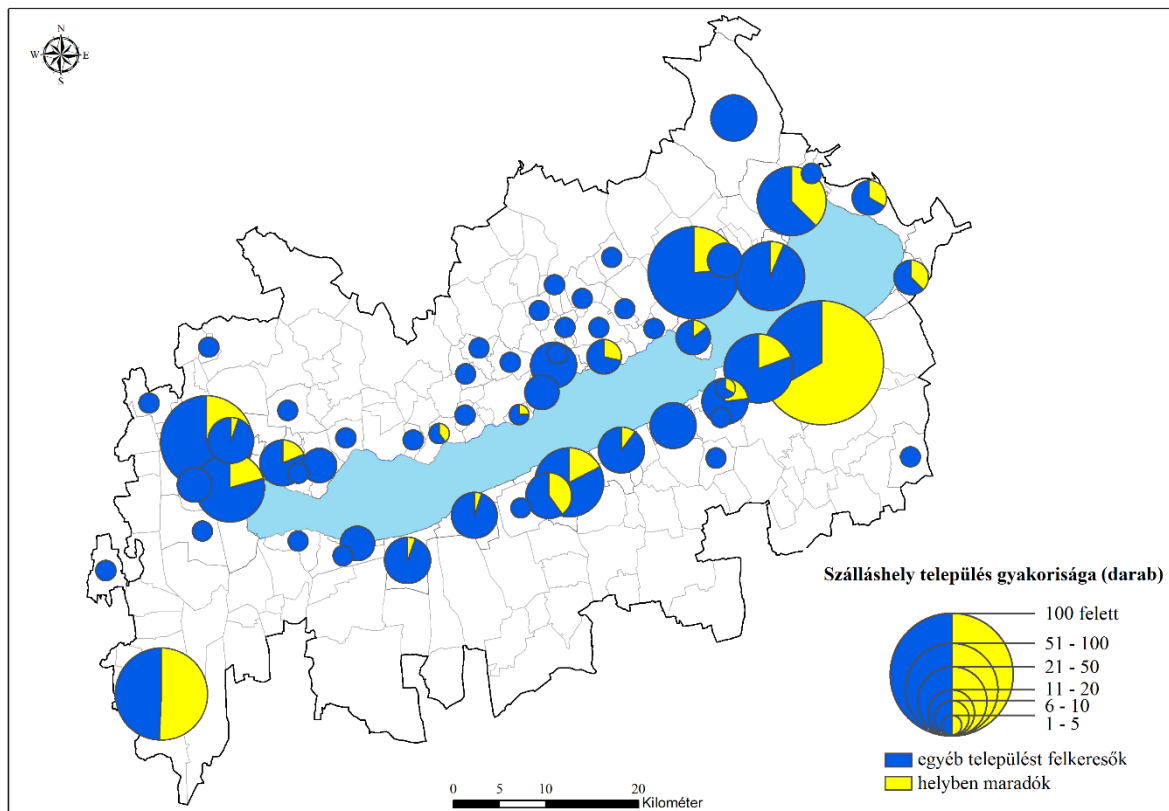 N
W
E
S
Szálláshely település gyakorisága (darab)
100 felett
51 - 100
21 - 50
11 - 20
6 - 10
1 - 5
egyéb települést felkeresők
helyben maradók
0 5 10 20
Kilométer